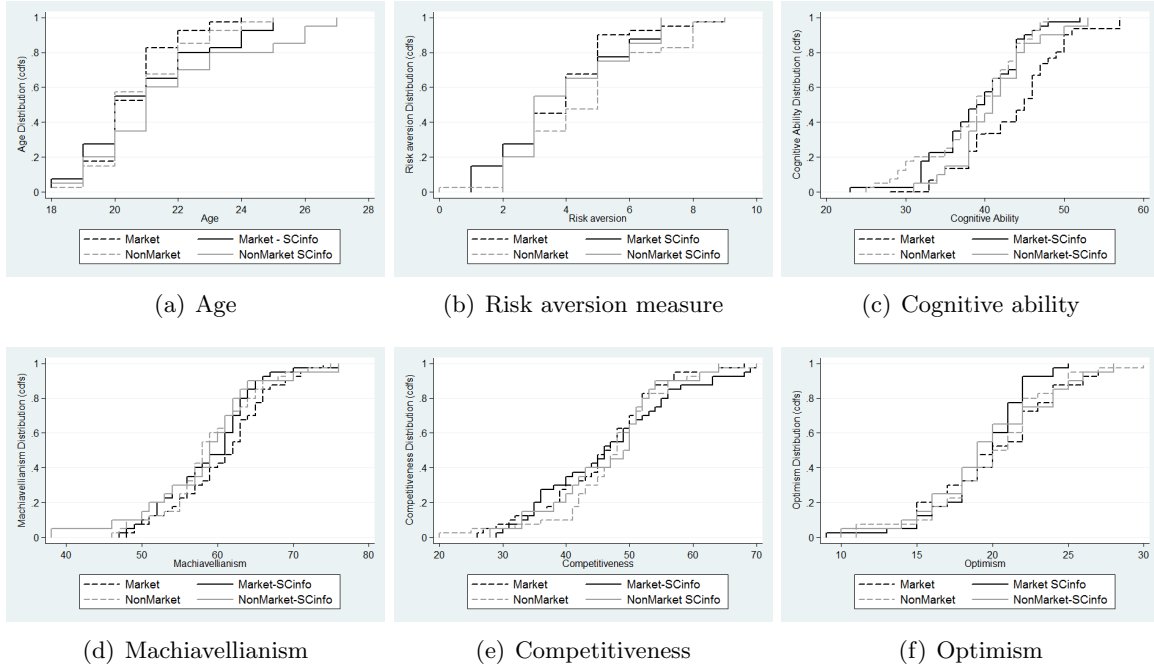 Age Distribution (cdfs)
0 .2 .4 .6 .8 1
18 20 22 24 26 28
Age
Market Market - SCinfo
NonMarket NonMarket SCinfo
(a) Age
Risk aversion Distribution (cdfs)
0 .2 .4 .6 .8 1
0 2 4 6 8 10
Risk aversion
Market Market SCinfo
NonMarket NonMarket SCinfo
(b) Risk aversion measure
Cognitive Ability Distribution (cdfs)
0 .2 .4 .6 .8 1
20 30 40 50 60
Cognitive Ability
Market Market-SCinfo
NonMarket NonMarket-SCinfo
(c) Cognitive ability
Machiavellianism Distribution (cdfs)
0 .2 .4 .6 .8 1
40 50 60 70 80
Machiavellianism
Market Market-SCinfo
NonMarket NonMarket-SCinfo
(d) Machiavellianism
Competitiveness Distribution (cdfs)
0 .2 .4 .6 .8 1
20 30 40 50 60 70
Competitiveness
Market Market-SCinfo
NonMarket NonMarket SCinfo
(e) Competitiveness
Optimism Distribution (cdfs)
0 .2 .4 .6 .8 1
10 15 20 25 30
Optimism
Market Market SCinfo
NonMarket NonMarket-SCinfo
(f) Optimism